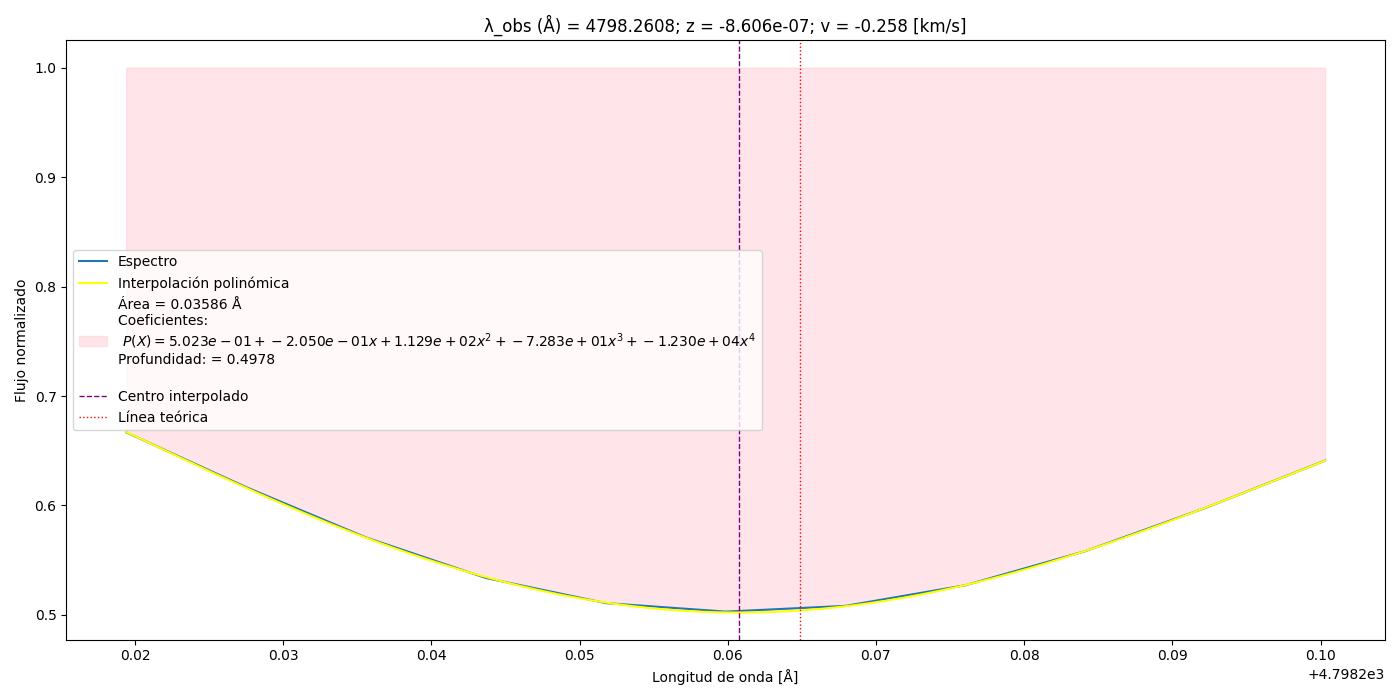 λ_obs (Å) = 4798.2608; z = -8.606e-07; v = -0.258 [km/s]
Flujo normalizado
1.0
0.9
0.8
0.7
0.6
0.5
Espectro
Interpolación polinómica
Área = 0.03586 Å
Coeficientes:
P(X) = 5.023e − 01 + −2.050e − 01x + 1.129e + 02x² + −7.283e + 01x³ + −1.230e + 04x⁴
Profundidad: = 0.4978
Centro interpolado
Línea teórica
0.02 0.03 0.04 0.05 0.06 0.07 0.08 0.09 0.10
+4.7982e3
Longitud de onda [Å]